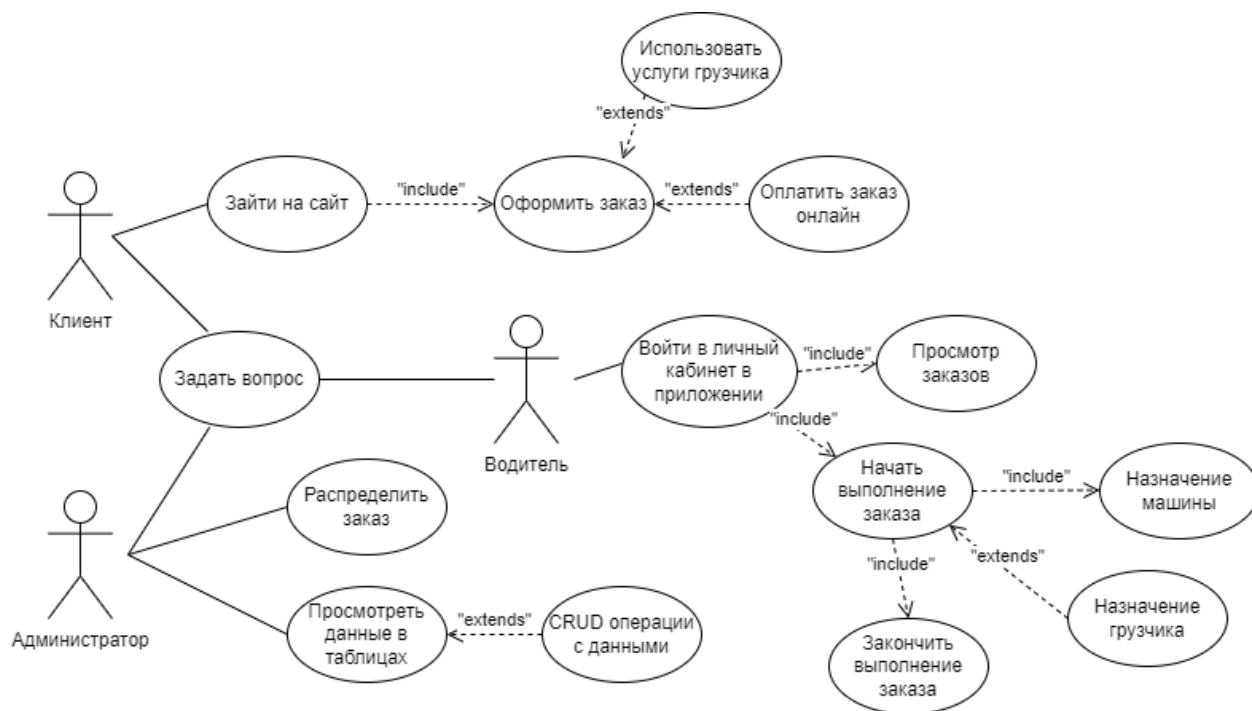 Использовать
услуги грузчика
"extends"
Зайти на сайт
"include"
Оформить заказ
"extends"
Оплатить заказ
онлайн
Клиент
Задать вопрос
Водитель
Войти в личный
кабинет в
приложении
"include"
Просмотр
заказов
"include"
Начать
выполнение
заказа
"include"
Назначение
машины
"extends"
Назначение
грузчика
"include"
Закончить
выполнение
заказа
Администратор
Распределить
заказ
Просмотреть
данные в
таблицах
"extends"
CRUD операции
с данными